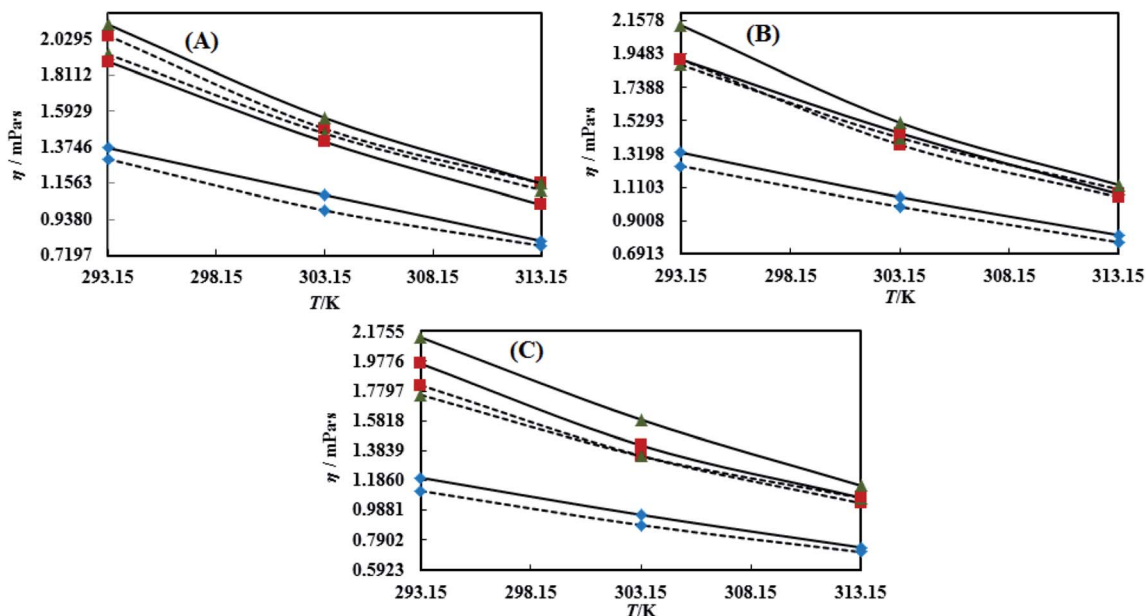 (A)
2.0295
1.8112
1.5929
1.3746
1.1563
0.9380
0.7197
η / mPa·s
293.15 298.15 303.15 308.15 313.15
T/K
(B)
2.1578
1.9483
1.7388
1.5293
1.3198
1.1103
0.9008
0.6913
η / mPa·s
293.15 298.15 303.15 308.15 313.15
T/K
(C)
2.1755
1.9776
1.7797
1.5818
1.3839
1.1860
0.9881
0.7902
0.5923
η / mPa·s
293.15 298.15 303.15 308.15 313.15
T/K